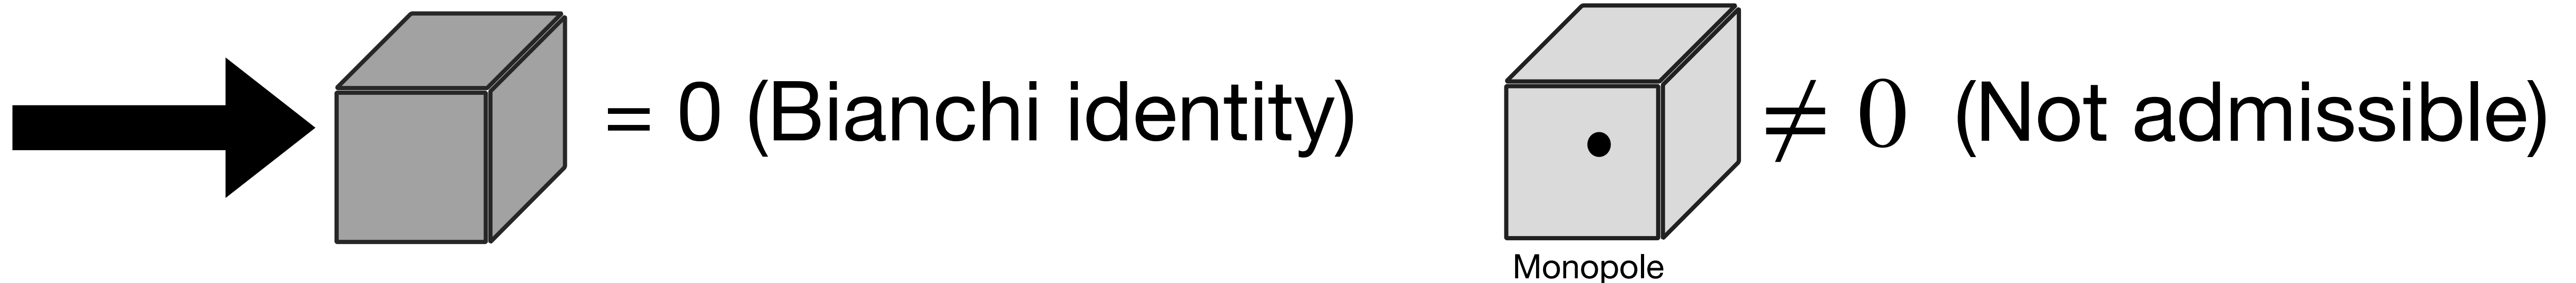 = 0 (Bianchi identity)
≠ 0 (Not admissible)
Monopole